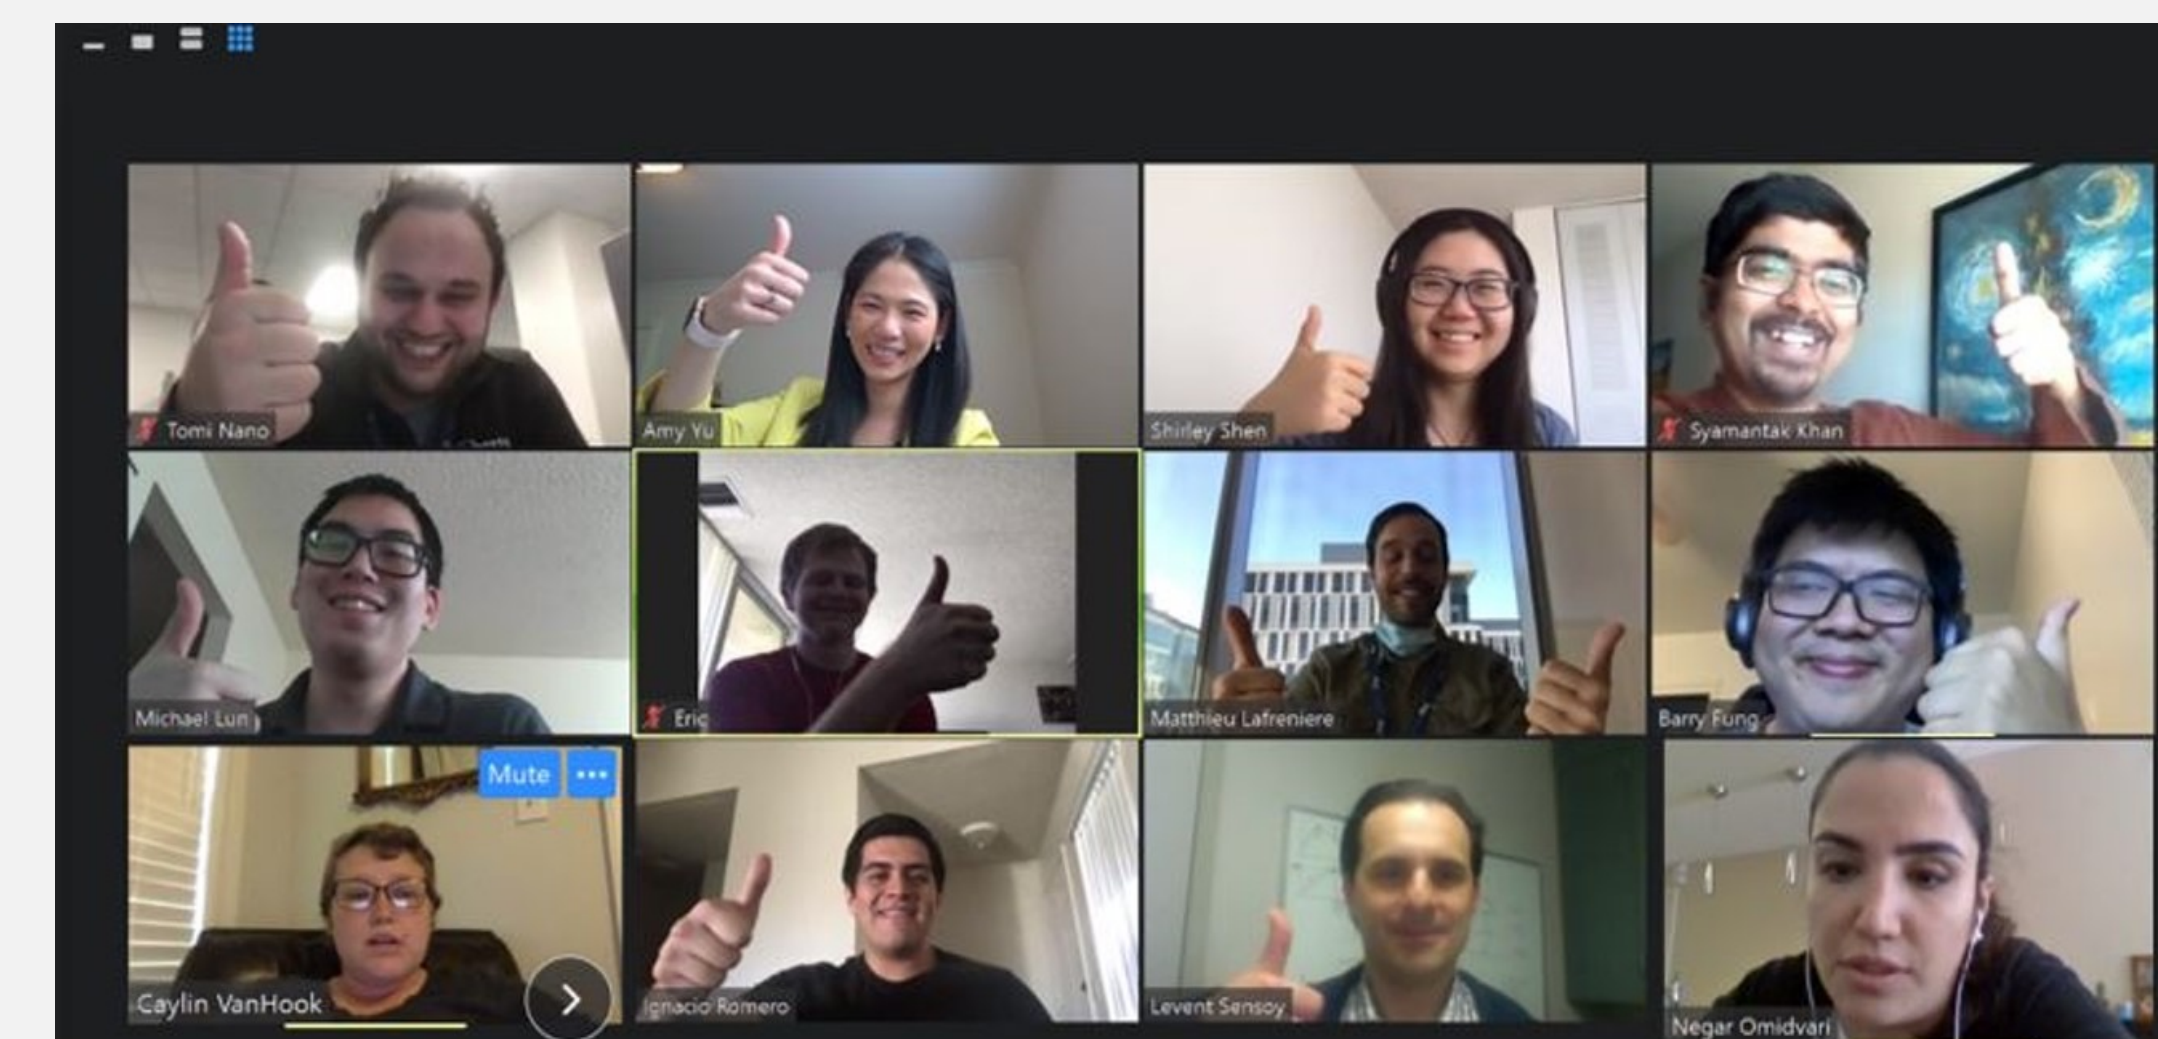 Tomi Nano
Amy Yu
Shirley Shen
Syamantak Khan
Michael Lun
Eric
Matthieu Lafreniere
Barry Fung
Mute
Caylin VanHook
Ignacio Romero
Levent Sensoy
Negar Omidvari